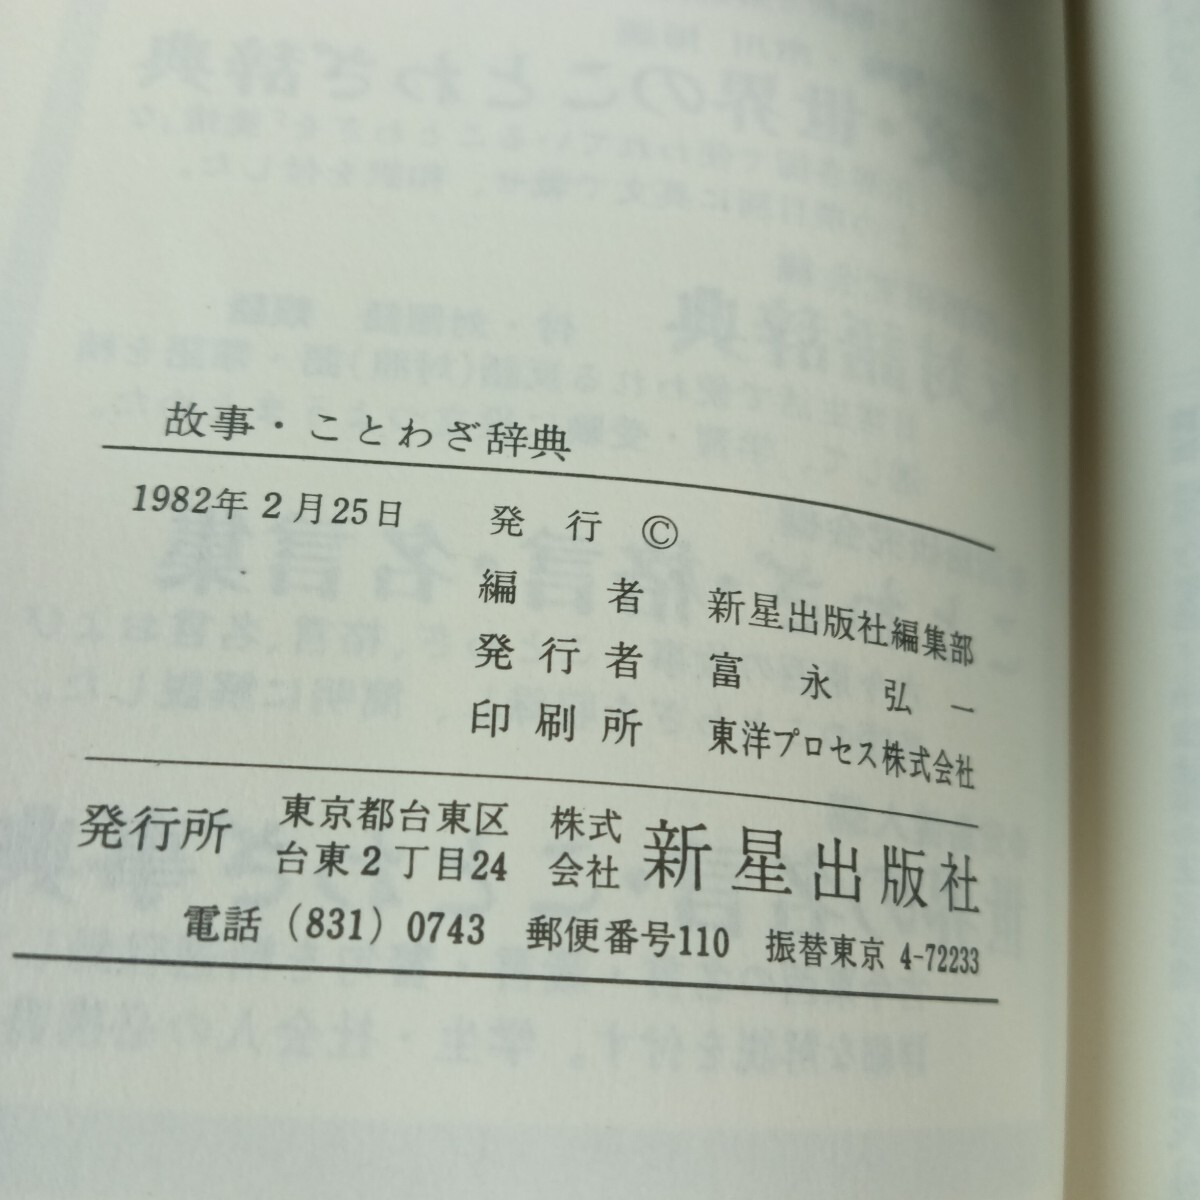 故事・ことわざ辞典
1982年2月25日 発行 ©
編者 新星出版社編集部
発行者 富永弘一
印刷所 東洋プロセス株式会社
発行所 東京都台東区台東2丁目24 株式会社 新星出版社
電話(831)0743 郵便番号110 振替東京 4-72233